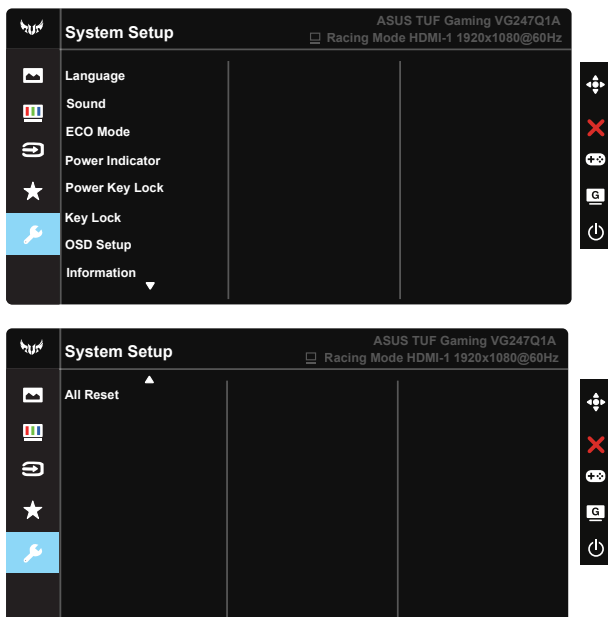 System Setup
ASUS TUF Gaming VG247Q1A
Racing Mode HDMI-1 1920x1080@60Hz
Language
Sound
ECO Mode
Power Indicator
Power Key Lock
Key Lock
OSD Setup
Information
G
System Setup
ASUS TUF Gaming VG247Q1A
Racing Mode HDMI-1 1920x1080@60Hz
All Reset
G